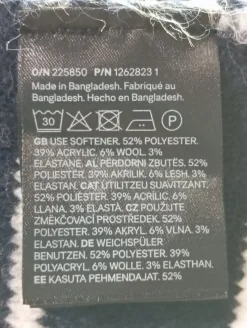 O/N 225850 P/N 1262823 1
Made in Bangladesh. Fabriqué au
Bangladesh. Hecho en Bangladesh.
30 P
GB USE SOFTENER. 52% POLYESTER.
39% ACRYLIC. 6% WOOL. 3%
ELASTANE. AL PËRDORNI ZBUTËS. 52%
POLIESTER. 39% AKRILIK. 6% LESH. 3%
ELASTAN. CAT UTILITZEU SUAVITZANT.
52% POLIÈSTER. 39% ACRÍLIC. 6%
LLANA. 3% ELASTÀ. CZ POUŽIJTE
ZMĚKČOVACÍ PROSTŘEDEK. 52%
POLYESTER. 39% AKRYL. 6% VLNA. 3%
ELASTAN. DE WEICHSPÜLER
BENUTZEN. 52% POLYESTER. 39%
POLYACRYL. 6% WOLLE. 3% ELASTHAN.
EE KASUTA PEHMENDAJAT. 52%